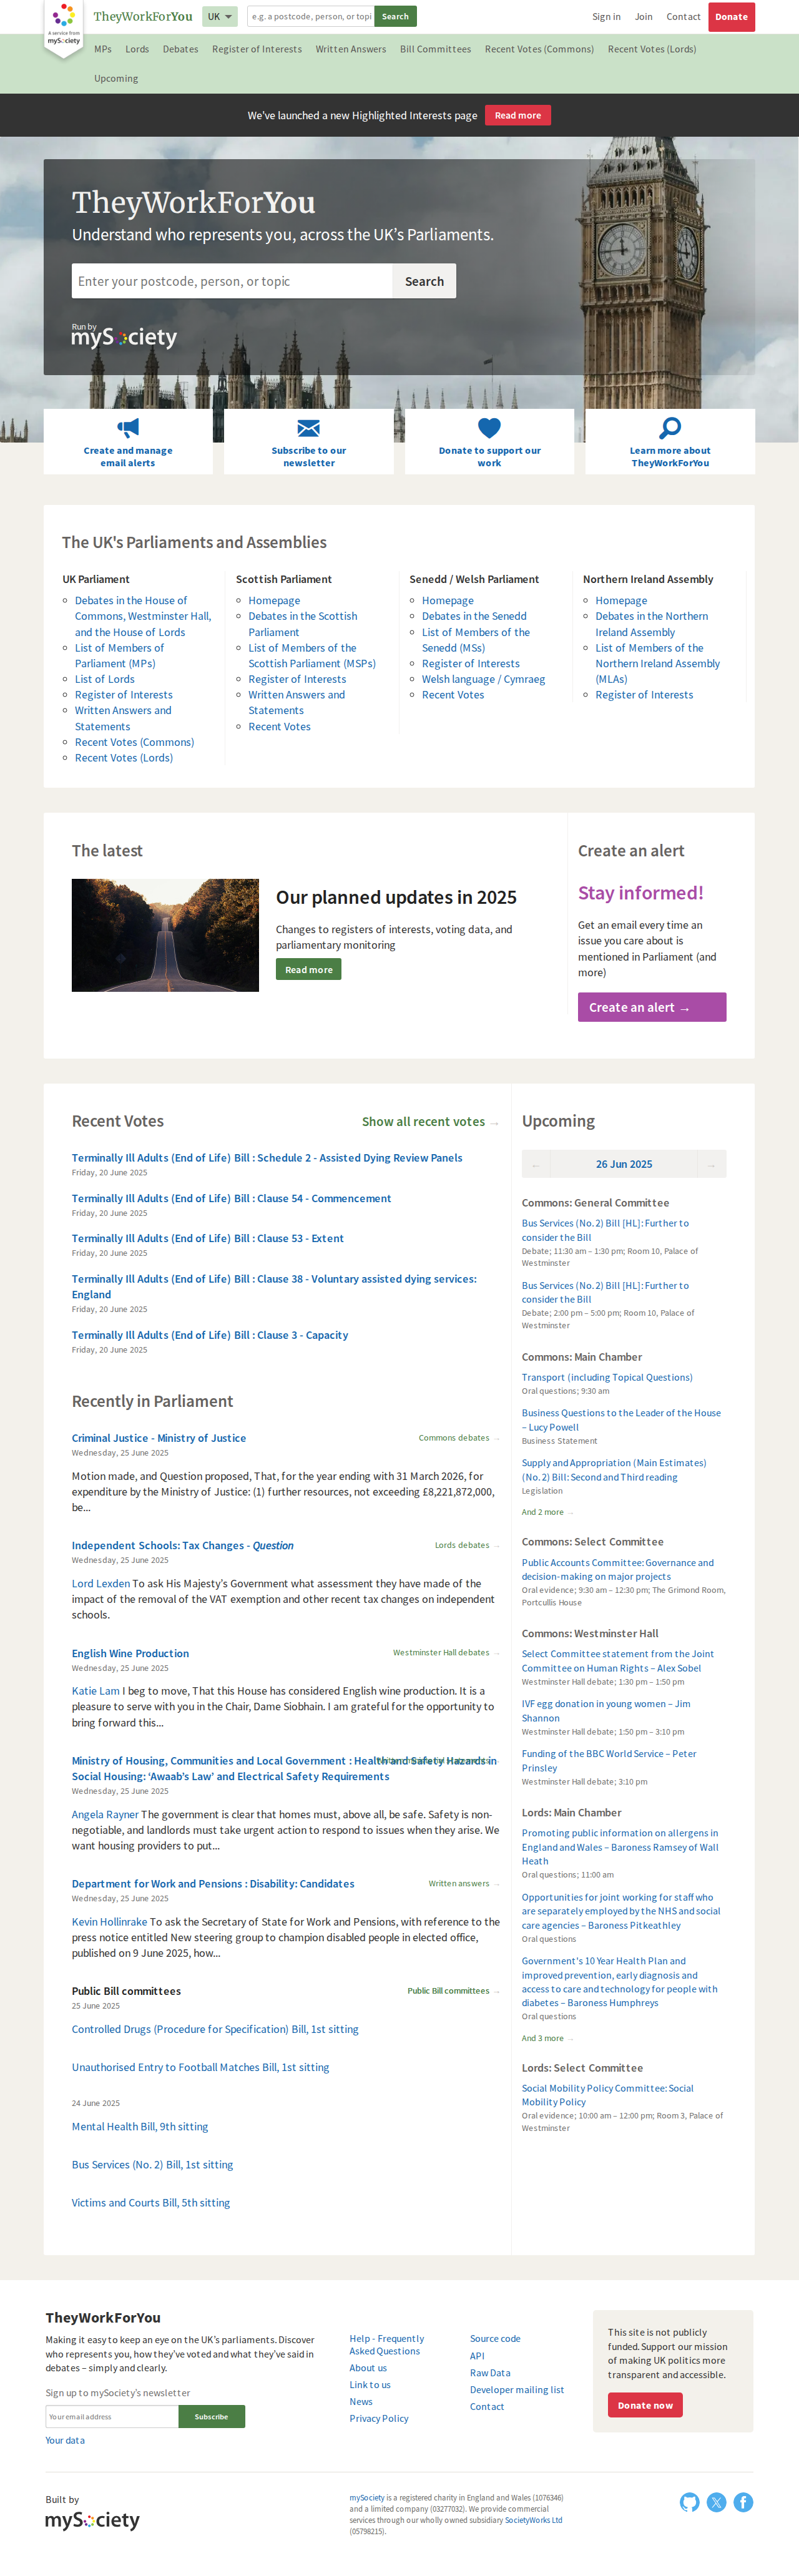 A service from
mySociety
TheyWorkForYou
UK
e.g. a postcode, person, or topi
Search
Sign in
Join
Contact
Donate
MPs
Lords
Debates
Register of Interests
Written Answers
Bill Committees
Recent Votes (Commons)
Recent Votes (Lords)
Upcoming
We've launched a new Highlighted Interests page
Read more
TheyWorkForYou
Understand who represents you, across the UK’s Parliaments.
Enter your postcode, person, or topic
Search
Run by
mySociety
Create and manage
email alerts
Subscribe to our
newsletter
Donate to support our
work
Learn more about
TheyWorkForYou
The UK's Parliaments and Assemblies
UK Parliament
Debates in the House of
Commons, Westminster Hall,
and the House of Lords
List of Members of
Parliament (MPs)
List of Lords
Register of Interests
Written Answers and
Statements
Recent Votes (Commons)
Recent Votes (Lords)
Scottish Parliament
Homepage
Debates in the Scottish
Parliament
List of Members of the
Scottish Parliament (MSPs)
Register of Interests
Written Answers and
Statements
Recent Votes
Senedd / Welsh Parliament
Homepage
Debates in the Senedd
List of Members of the
Senedd (MSs)
Register of Interests
Welsh language / Cymraeg
Recent Votes
Northern Ireland Assembly
Homepage
Debates in the Northern
Ireland Assembly
List of Members of the
Northern Ireland Assembly
(MLAs)
Register of Interests
The latest
Our planned updates in 2025
Changes to registers of interests, voting data, and
parliamentary monitoring
Read more
Create an alert
Stay informed!
Get an email every time an
issue you care about is
mentioned in Parliament (and
more)
Create an alert →
Recent Votes
Show all recent votes →
Terminally Ill Adults (End of Life) Bill : Schedule 2 - Assisted Dying Review Panels
Friday, 20 June 2025
Terminally Ill Adults (End of Life) Bill : Clause 54 - Commencement
Friday, 20 June 2025
Terminally Ill Adults (End of Life) Bill : Clause 53 - Extent
Friday, 20 June 2025
Terminally Ill Adults (End of Life) Bill : Clause 38 - Voluntary assisted dying services:
England
Friday, 20 June 2025
Terminally Ill Adults (End of Life) Bill : Clause 3 - Capacity
Friday, 20 June 2025
Recently in Parliament
Criminal Justice - Ministry of Justice
Commons debates →
Wednesday, 25 June 2025
Motion made, and Question proposed, That, for the year ending with 31 March 2026, for
expenditure by the Ministry of Justice: (1) further resources, not exceeding £8,221,872,000,
be...
Independent Schools: Tax Changes - Question
Lords debates →
Wednesday, 25 June 2025
Lord Lexden To ask His Majesty’s Government what assessment they have made of the
impact of the removal of the VAT exemption and other recent tax changes on independent
schools.
English Wine Production
Westminster Hall debates →
Wednesday, 25 June 2025
Katie Lam I beg to move, That this House has considered English wine production. It is a
pleasure to serve with you in the Chair, Dame Siobhain. I am grateful for the opportunity to
bring forward this...
Ministry of Housing, Communities and Local Government : Health and Safety Hazards in
Social Housing: ‘Awaab’s Law’ and Electrical Safety Requirements
Wednesday, 25 June 2025
Angela Rayner The government is clear that homes must, above all, be safe. Safety is non-
negotiable, and landlords must take urgent action to respond to issues when they arise. We
want housing providers to put...
Department for Work and Pensions : Disability: Candidates
Written answers →
Wednesday, 25 June 2025
Kevin Hollinrake To ask the Secretary of State for Work and Pensions, with reference to the
press notice entitled New steering group to champion disabled people in elected office,
published on 9 June 2025, how...
Public Bill committees
Public Bill committees →
25 June 2025
Controlled Drugs (Procedure for Specification) Bill, 1st sitting
Unauthorised Entry to Football Matches Bill, 1st sitting
24 June 2025
Mental Health Bill, 9th sitting
Bus Services (No. 2) Bill, 1st sitting
Victims and Courts Bill, 5th sitting
Upcoming
← 26 Jun 2025 →
Commons: General Committee
Bus Services (No. 2) Bill [HL]: Further to
consider the Bill
Debate; 11:30 am – 1:30 pm; Room 10, Palace of
Westminster
Bus Services (No. 2) Bill [HL]: Further to
consider the Bill
Debate; 2:00 pm – 5:00 pm; Room 10, Palace of
Westminster
Commons: Main Chamber
Transport (including Topical Questions)
Oral questions; 9:30 am
Business Questions to the Leader of the House
– Lucy Powell
Business Statement
Supply and Appropriation (Main Estimates)
(No. 2) Bill: Second and Third reading
Legislation
And 2 more →
Commons: Select Committee
Public Accounts Committee: Governance and
decision-making on major projects
Oral evidence; 9:30 am – 12:30 pm; The Grimond Room,
Portcullis House
Commons: Westminster Hall
Select Committee statement from the Joint
Committee on Human Rights – Alex Sobel
Westminster Hall debate; 1:30 pm – 1:50 pm
IVF egg donation in young women – Jim
Shannon
Westminster Hall debate; 1:50 pm – 3:10 pm
Funding of the BBC World Service – Peter
Prinsley
Westminster Hall debate; 3:10 pm
Lords: Main Chamber
Promoting public information on allergens in
England and Wales – Baroness Ramsey of Wall
Heath
Oral questions; 11:00 am
Opportunities for joint working for staff who
are separately employed by the NHS and social
care agencies – Baroness Pitkeathley
Oral questions
Government's 10 Year Health Plan and
improved prevention, early diagnosis and
access to care and technology for people with
diabetes – Baroness Humphreys
Oral questions
And 3 more →
Lords: Select Committee
Social Mobility Policy Committee: Social
Mobility Policy
Oral evidence; 10:00 am – 12:00 pm; Room 3, Palace of
Westminster
TheyWorkForYou
Making it easy to keep an eye on the UK’s parliaments. Discover
who represents you, how they’ve voted and what they’ve said in
debates – simply and clearly.
Sign up to mySociety’s newsletter
Your email address
Subscribe
Your data
Help - Frequently
Asked Questions
About us
Link to us
News
Privacy Policy
Source code
API
Raw Data
Developer mailing list
Contact
This site is not publicly
funded. Support our mission
of making UK politics more
transparent and accessible.
Donate now
Built by
mySociety
mySociety is a registered charity in England and Wales (1076346)
and a limited company (03277032). We provide commercial
services through our wholly owned subsidiary SocietyWorks Ltd
(05798215).